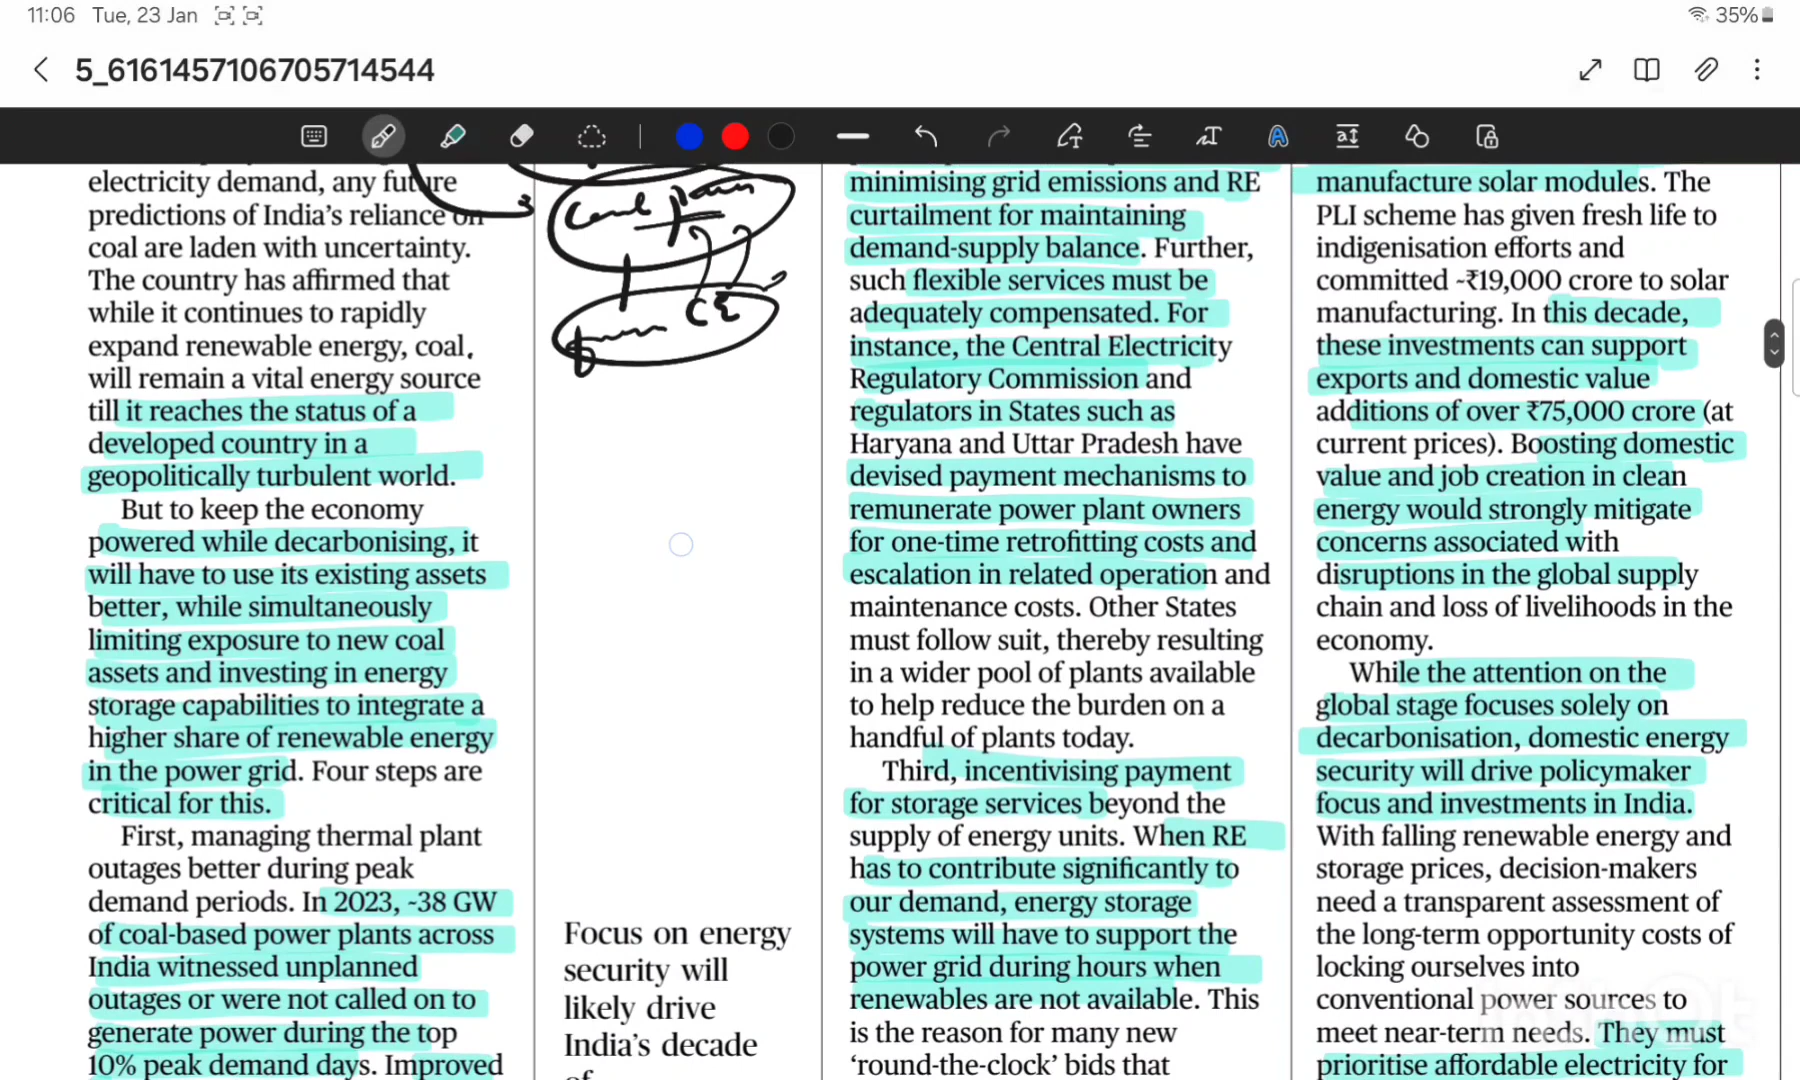 11:06 Tue, 23 Jan
35%
5_6161457106705714544
electricity demand, any future
predictions of India's reliance on
coal are laden with uncertainty.
The country has affirmed that
while it continues to rapidly
expand renewable energy, coal,
will remain a vital energy source
till it reaches the status of a
developed country in a
geopolitically turbulent world.
But to keep the economy
powered while decarbonising, it
will have to use its existing assets
better, while simultaneously
limiting exposure to new coal
assets and investing in energy
storage capabilities to integrate a
higher share of renewable energy
in the power grid. Four steps are
critical for this.
First, managing thermal plant
outages better during peak
demand periods. In 2023, ~38 GW
of coal-based power plants across
India witnessed unplanned
outages or were not called on to
generate power during the top
10% peak demand days. Improved
Focus on energy
security will
likely drive
India's decade
minimising grid emissions and RE
curtailment for maintaining
demand-supply balance. Further,
such flexible services must be
adequately compensated. For
instance, the Central Electricity
Regulatory Commission and
regulators in States such as
Haryana and Uttar Pradesh have
devised payment mechanisms to
remunerate power plant owners
for one-time retrofitting costs and
escalation in related operation and
maintenance costs. Other States
must follow suit, thereby resulting
in a wider pool of plants available
to help reduce the burden on a
handful of plants today.
Third, incentivising payment
for storage services beyond the
supply of energy units. When RE
has to contribute significantly to
our demand, energy storage
systems will have to support the
power grid during hours when
renewables are not available. This
is the reason for many new
'round-the-clock' bids that
manufacture solar modules. The
PLI scheme has given fresh life to
indigenisation efforts and
committed ~₹19,000 crore to solar
manufacturing. In this decade,
these investments can support
exports and domestic value
additions of over ₹75,000 crore (at
current prices). Boosting domestic
value and job creation in clean
energy would strongly mitigate
concerns associated with
disruptions in the global supply
chain and loss of livelihoods in the
economy.
While the attention on the
global stage focuses solely on
decarbonisation, domestic energy
security will drive policymaker
focus and investments in India.
With falling renewable energy and
storage prices, decision-makers
need a transparent assessment of
the long-term opportunity costs of
locking ourselves into
conventional power sources to
meet near-term needs. They must
prioritise affordable electricity for